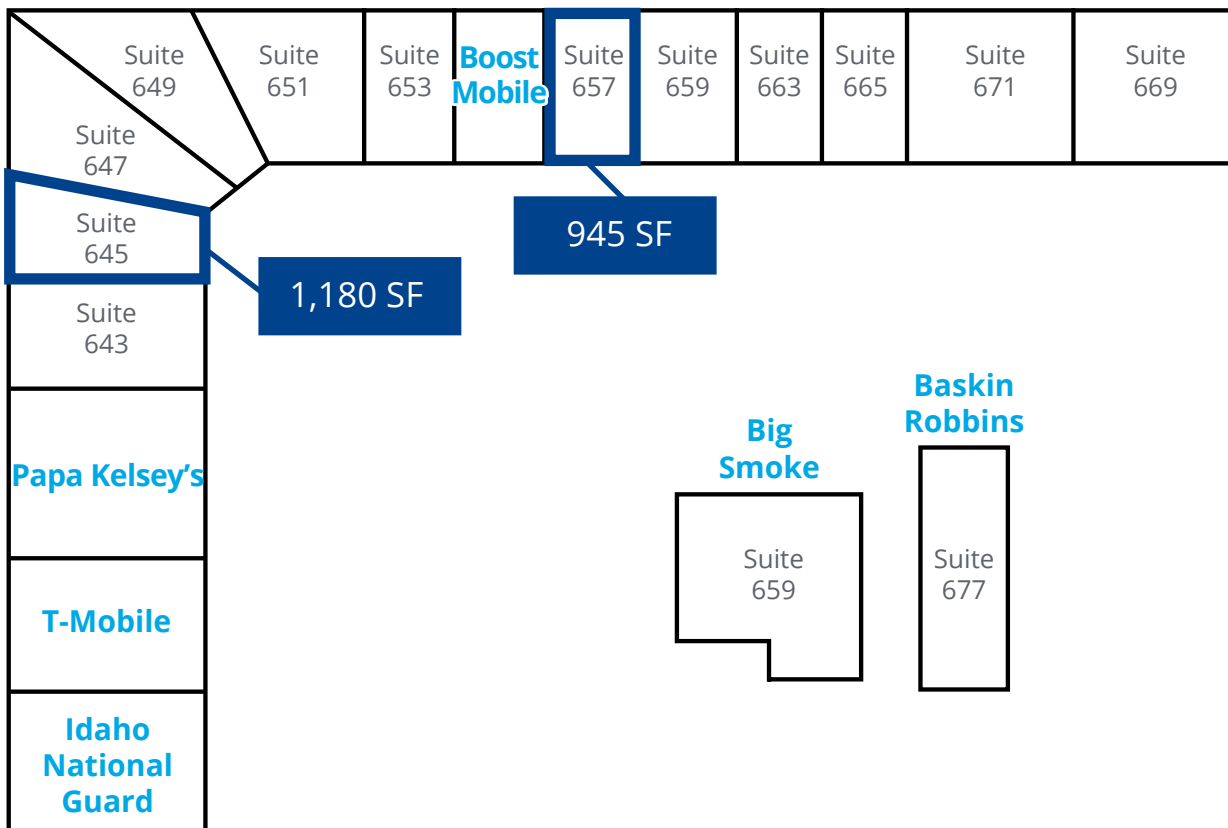 Suite
649
Suite
651
Suite
653
Boost
Mobile
Suite
657
Suite
659
Suite
663
Suite
665
Suite
671
Suite
669
Suite
647
Suite
645
945 SF
1,180 SF
Suite
643
Papa Kelsey’s
T-Mobile
Idaho
National
Guard
Big
Smoke
Suite
659
Baskin
Robbins
Suite
677